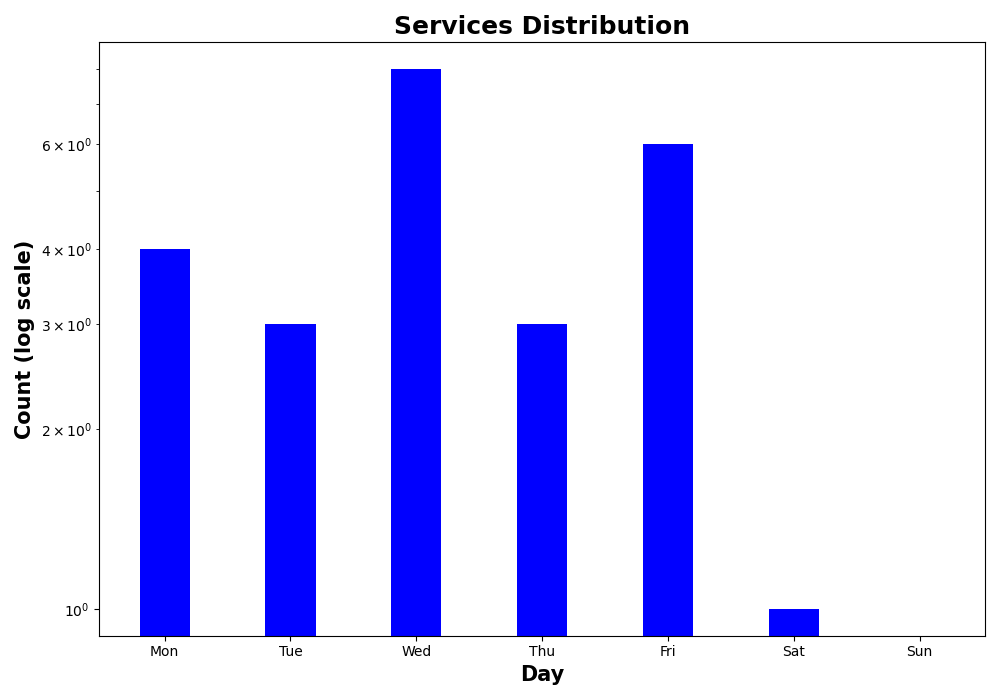 Services Distribution
Count (log scale)
6 × 10⁰
4 × 10⁰
3 × 10⁰
2 × 10⁰
10⁰
Mon Tue Wed Thu Fri Sat Sun
Day